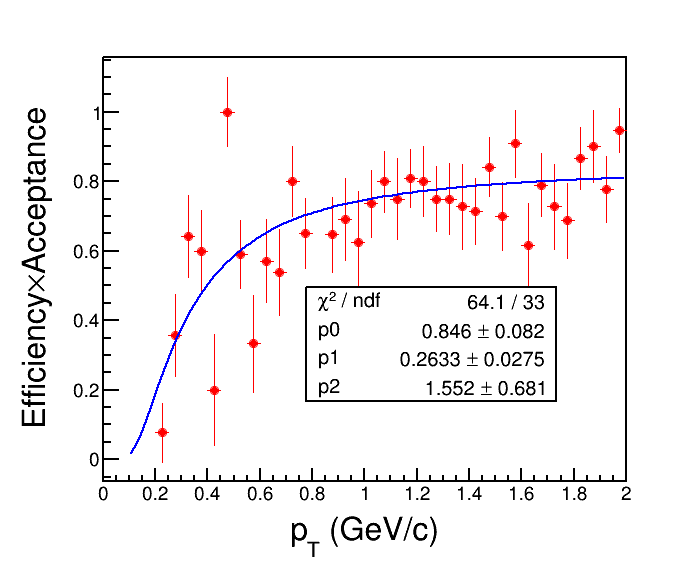 Efficiency×Acceptance
1
0.8
0.6
0.4
0.2
0
χ² / ndf 64.1 / 33
p0 0.846 ± 0.082
p1 0.2633 ± 0.0275
p2 1.552 ± 0.681
0 0.2 0.4 0.6 0.8 1 1.2 1.4 1.6 1.8 2
p_T (GeV/c)